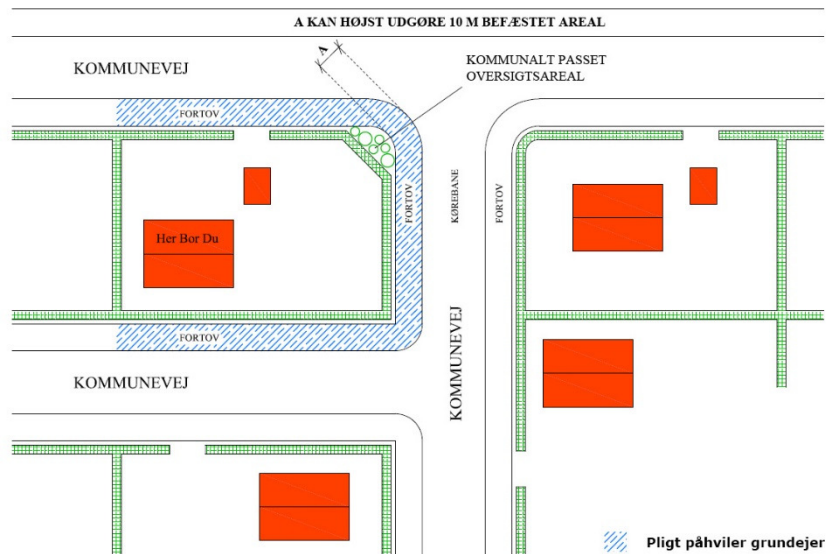 A KAN HØJST UDGØRE 10 M BEFÆSTET AREAL
KOMMUNEVEJ
A
KOMMUNALT PASSET
OVERSIGTSAREAL
FORTOV
FORTOV
KØREBANE
FORTOV
Her Bor Du
KOMMUNEVEJ
FORTOV
KOMMUNEVEJ
Pligt påhviler grundejer